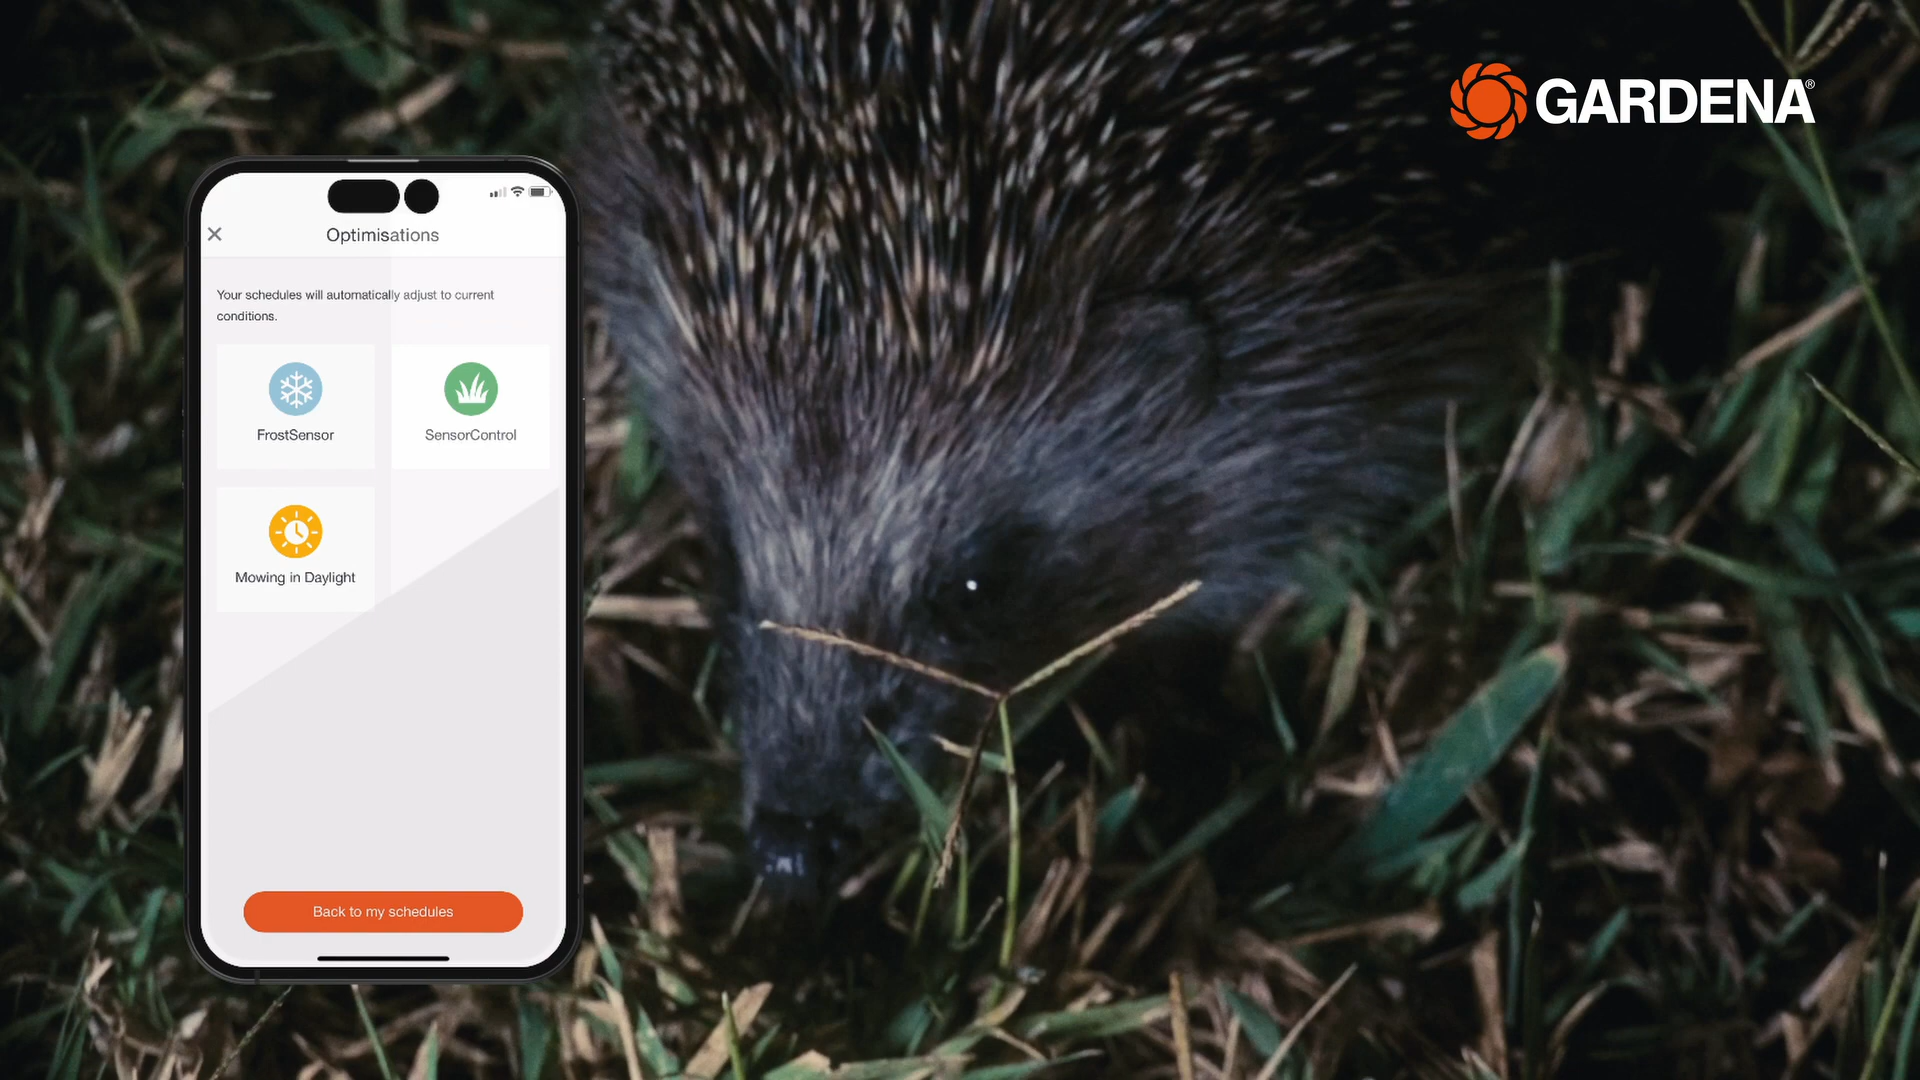 GARDENA®
Optimisations
Your schedules will automatically adjust to current
conditions.
FrostSensor
SensorControl
Mowing in Daylight
Back to my schedules